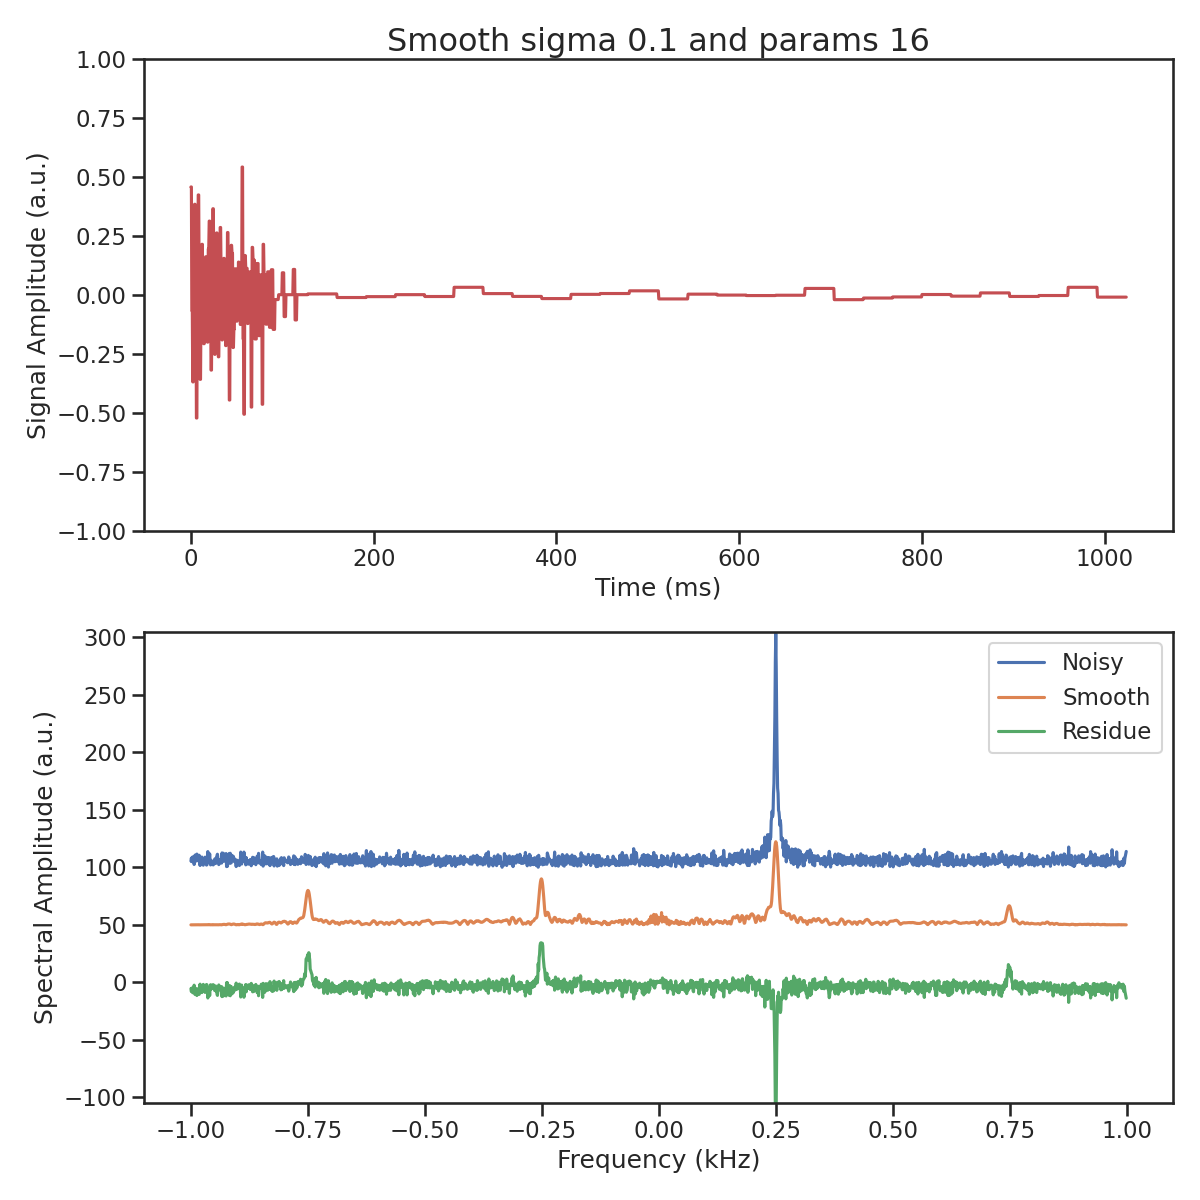 Smooth sigma 0.1 and params 16
1.00
0.75
0.50
0.25
0.00
−0.25
−0.50
−0.75
−1.00
Signal Amplitude (a.u.)
0 200 400 600 800 1000
Time (ms)
300
250
200
150
100
50
0
−50
−100
Spectral Amplitude (a.u.)
Noisy
Smooth
Residue
−1.00 −0.75 −0.50 −0.25 0.00 0.25 0.50 0.75 1.00
Frequency (kHz)